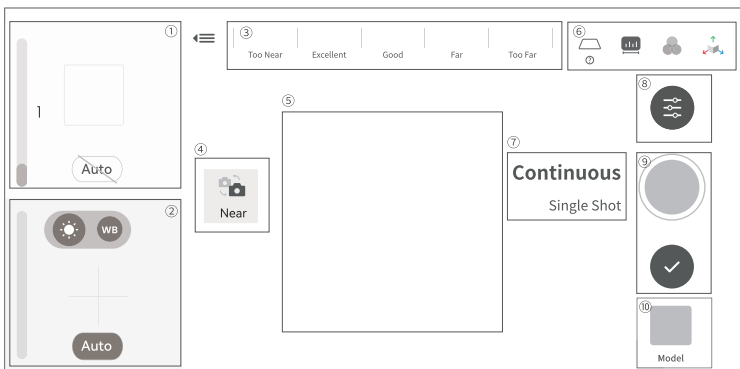 ①
1
Auto
②
WB
Auto
③
Too Near Excellent Good Far Too Far
④
Near
⑤
⑥
?
⑦
Continuous
Single Shot
⑧
⑨
⑩
Model